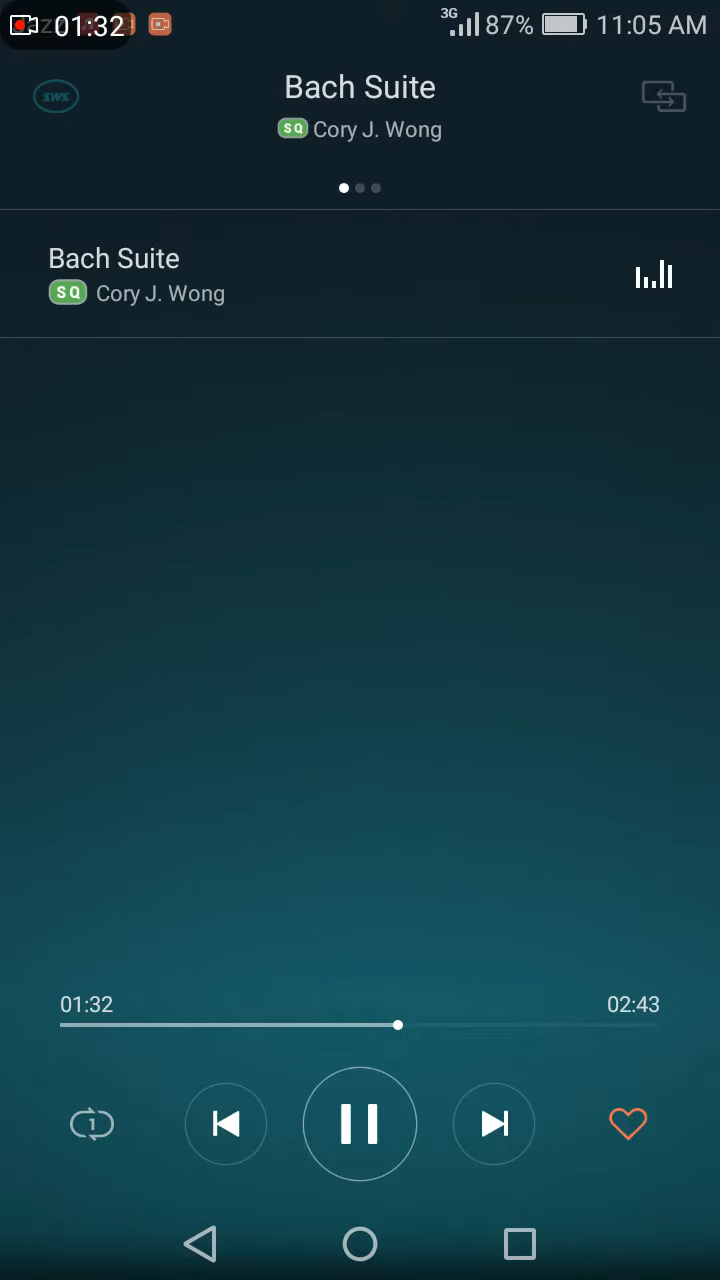 01:32 3G 87% 11:05 AM
SWS
Bach Suite
SQ Cory J. Wong
Bach Suite
SQ Cory J. Wong
01:32 02:43
1